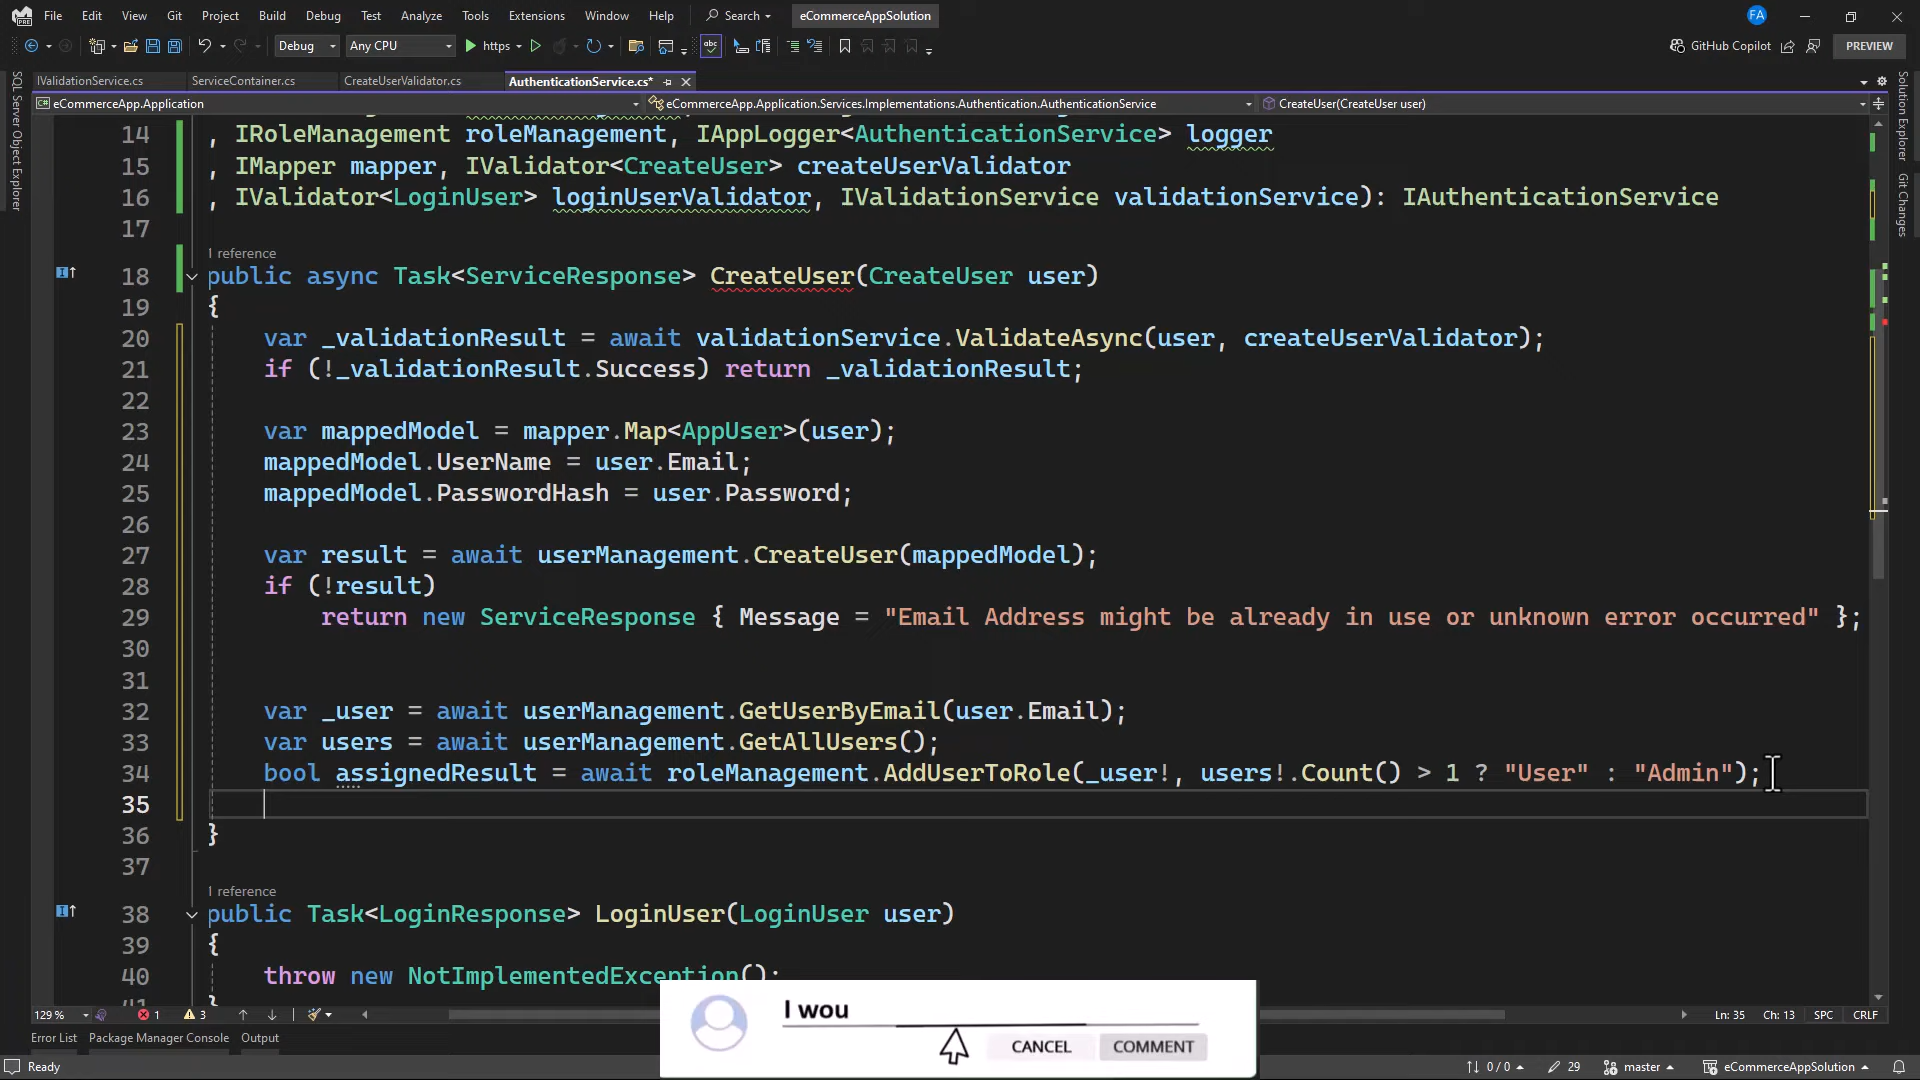 File Edit View Git Project Build Debug Test Analyze Tools Extensions Window Help Search eCommerceAppSolution FA
Debug Any CPU https GitHub Copilot PREVIEW
IValidationService.cs ServiceContainer.cs CreateUserValidator.cs AuthenticationService.cs*
eCommerceApp.Application eCommerceApp.Application.Services.Implementations.Authentication.AuthenticationService CreateUser(CreateUser user)
SQL Server Object Explorer
Solution Explorer
Git Changes
14 , IRoleManagement roleManagement, IAppLogger<AuthenticationService> logger
15 , IMapper mapper, IValidator<CreateUser> createUserValidator
16 , IValidator<LoginUser> loginUserValidator, IValidationService validationService): IAuthenticationService
17
1 reference
18 public async Task<ServiceResponse> CreateUser(CreateUser user)
19 {
20 var _validationResult = await validationService.ValidateAsync(user, createUserValidator);
21 if (!_validationResult.Success) return _validationResult;
22
23 var mappedModel = mapper.Map<AppUser>(user);
24 mappedModel.UserName = user.Email;
25 mappedModel.PasswordHash = user.Password;
26
27 var result = await userManagement.CreateUser(mappedModel);
28 if (!result)
29 return new ServiceResponse { Message = "Email Address might be already in use or unknown error occurred" };
30
31
32 var _user = await userManagement.GetUserByEmail(user.Email);
33 var users = await userManagement.GetAllUsers();
34 bool assignedResult = await roleManagement.AddUserToRole(_user!, users!.Count() > 1 ? "User" : "Admin");
35
36 }
37
1 reference
38 public Task<LoginResponse> LoginUser(LoginUser user)
39 {
40 throw new NotImplementedException();
41 }
I wou
CANCEL COMMENT
129 % 1 3 Ln: 35 Ch: 13 SPC CRLF
Error List Package Manager Console Output
Ready 0 / 0 29 master eCommerceAppSolution